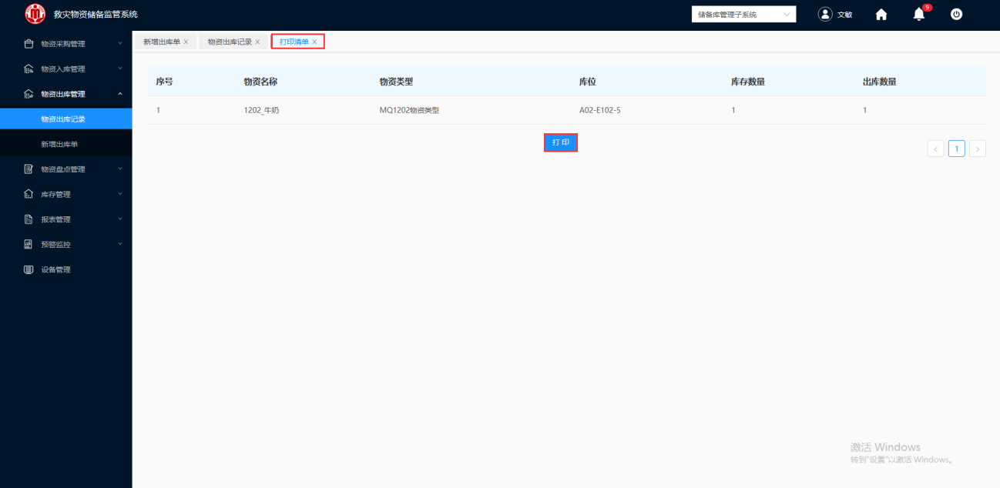 救灾物资储备监管系统
储备库管理子系统
文敏
9
物资采购管理
物资入库管理
物资出库管理
物资出库记录
新增出库单
物资盘点管理
库存管理
报表管理
预警监控
设备管理
新增出库单 × 物资出库记录 × 打印清单 ×
序号 物资名称 物资类型 库位 库存数量 出库数量
1 1202_牛奶 MQ1202物资类型 A02-E102-5 1 1
打 印
< 1 >
激活 Windows
转到"设置"以激活 Windows。